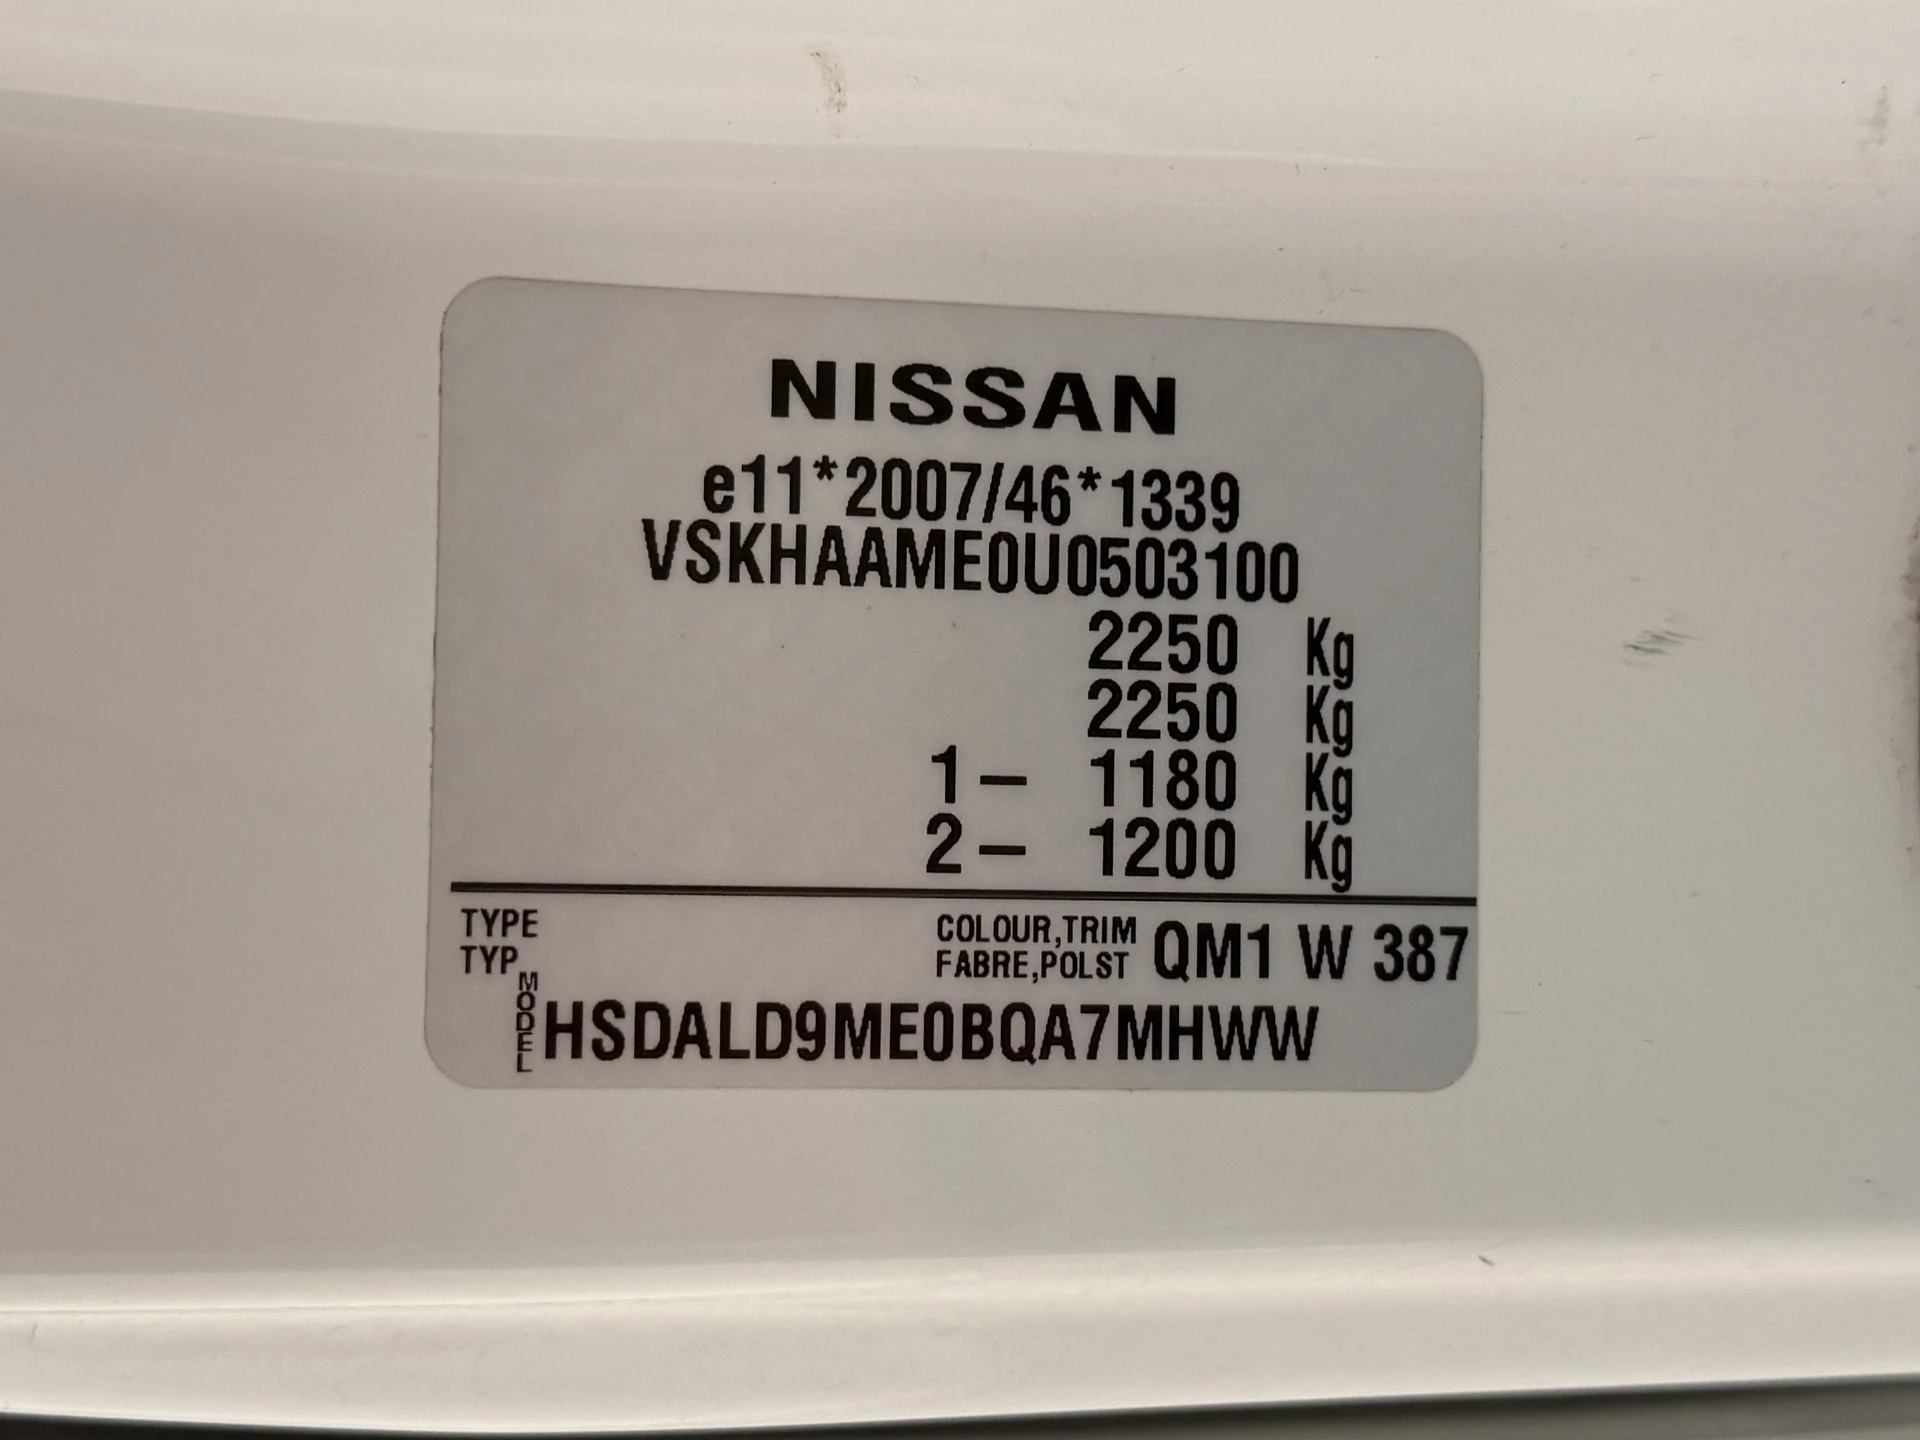 NISSAN
e11*2007/46*1339
VSKHAAME0U0503100
2250 Kg
2250 Kg
1- 1180 Kg
2- 1200 Kg
TYPE COLOUR,TRIM QM1 W 387
TYP FABRE,POLST
MODEL HSDALD9ME0BQA7MHWW